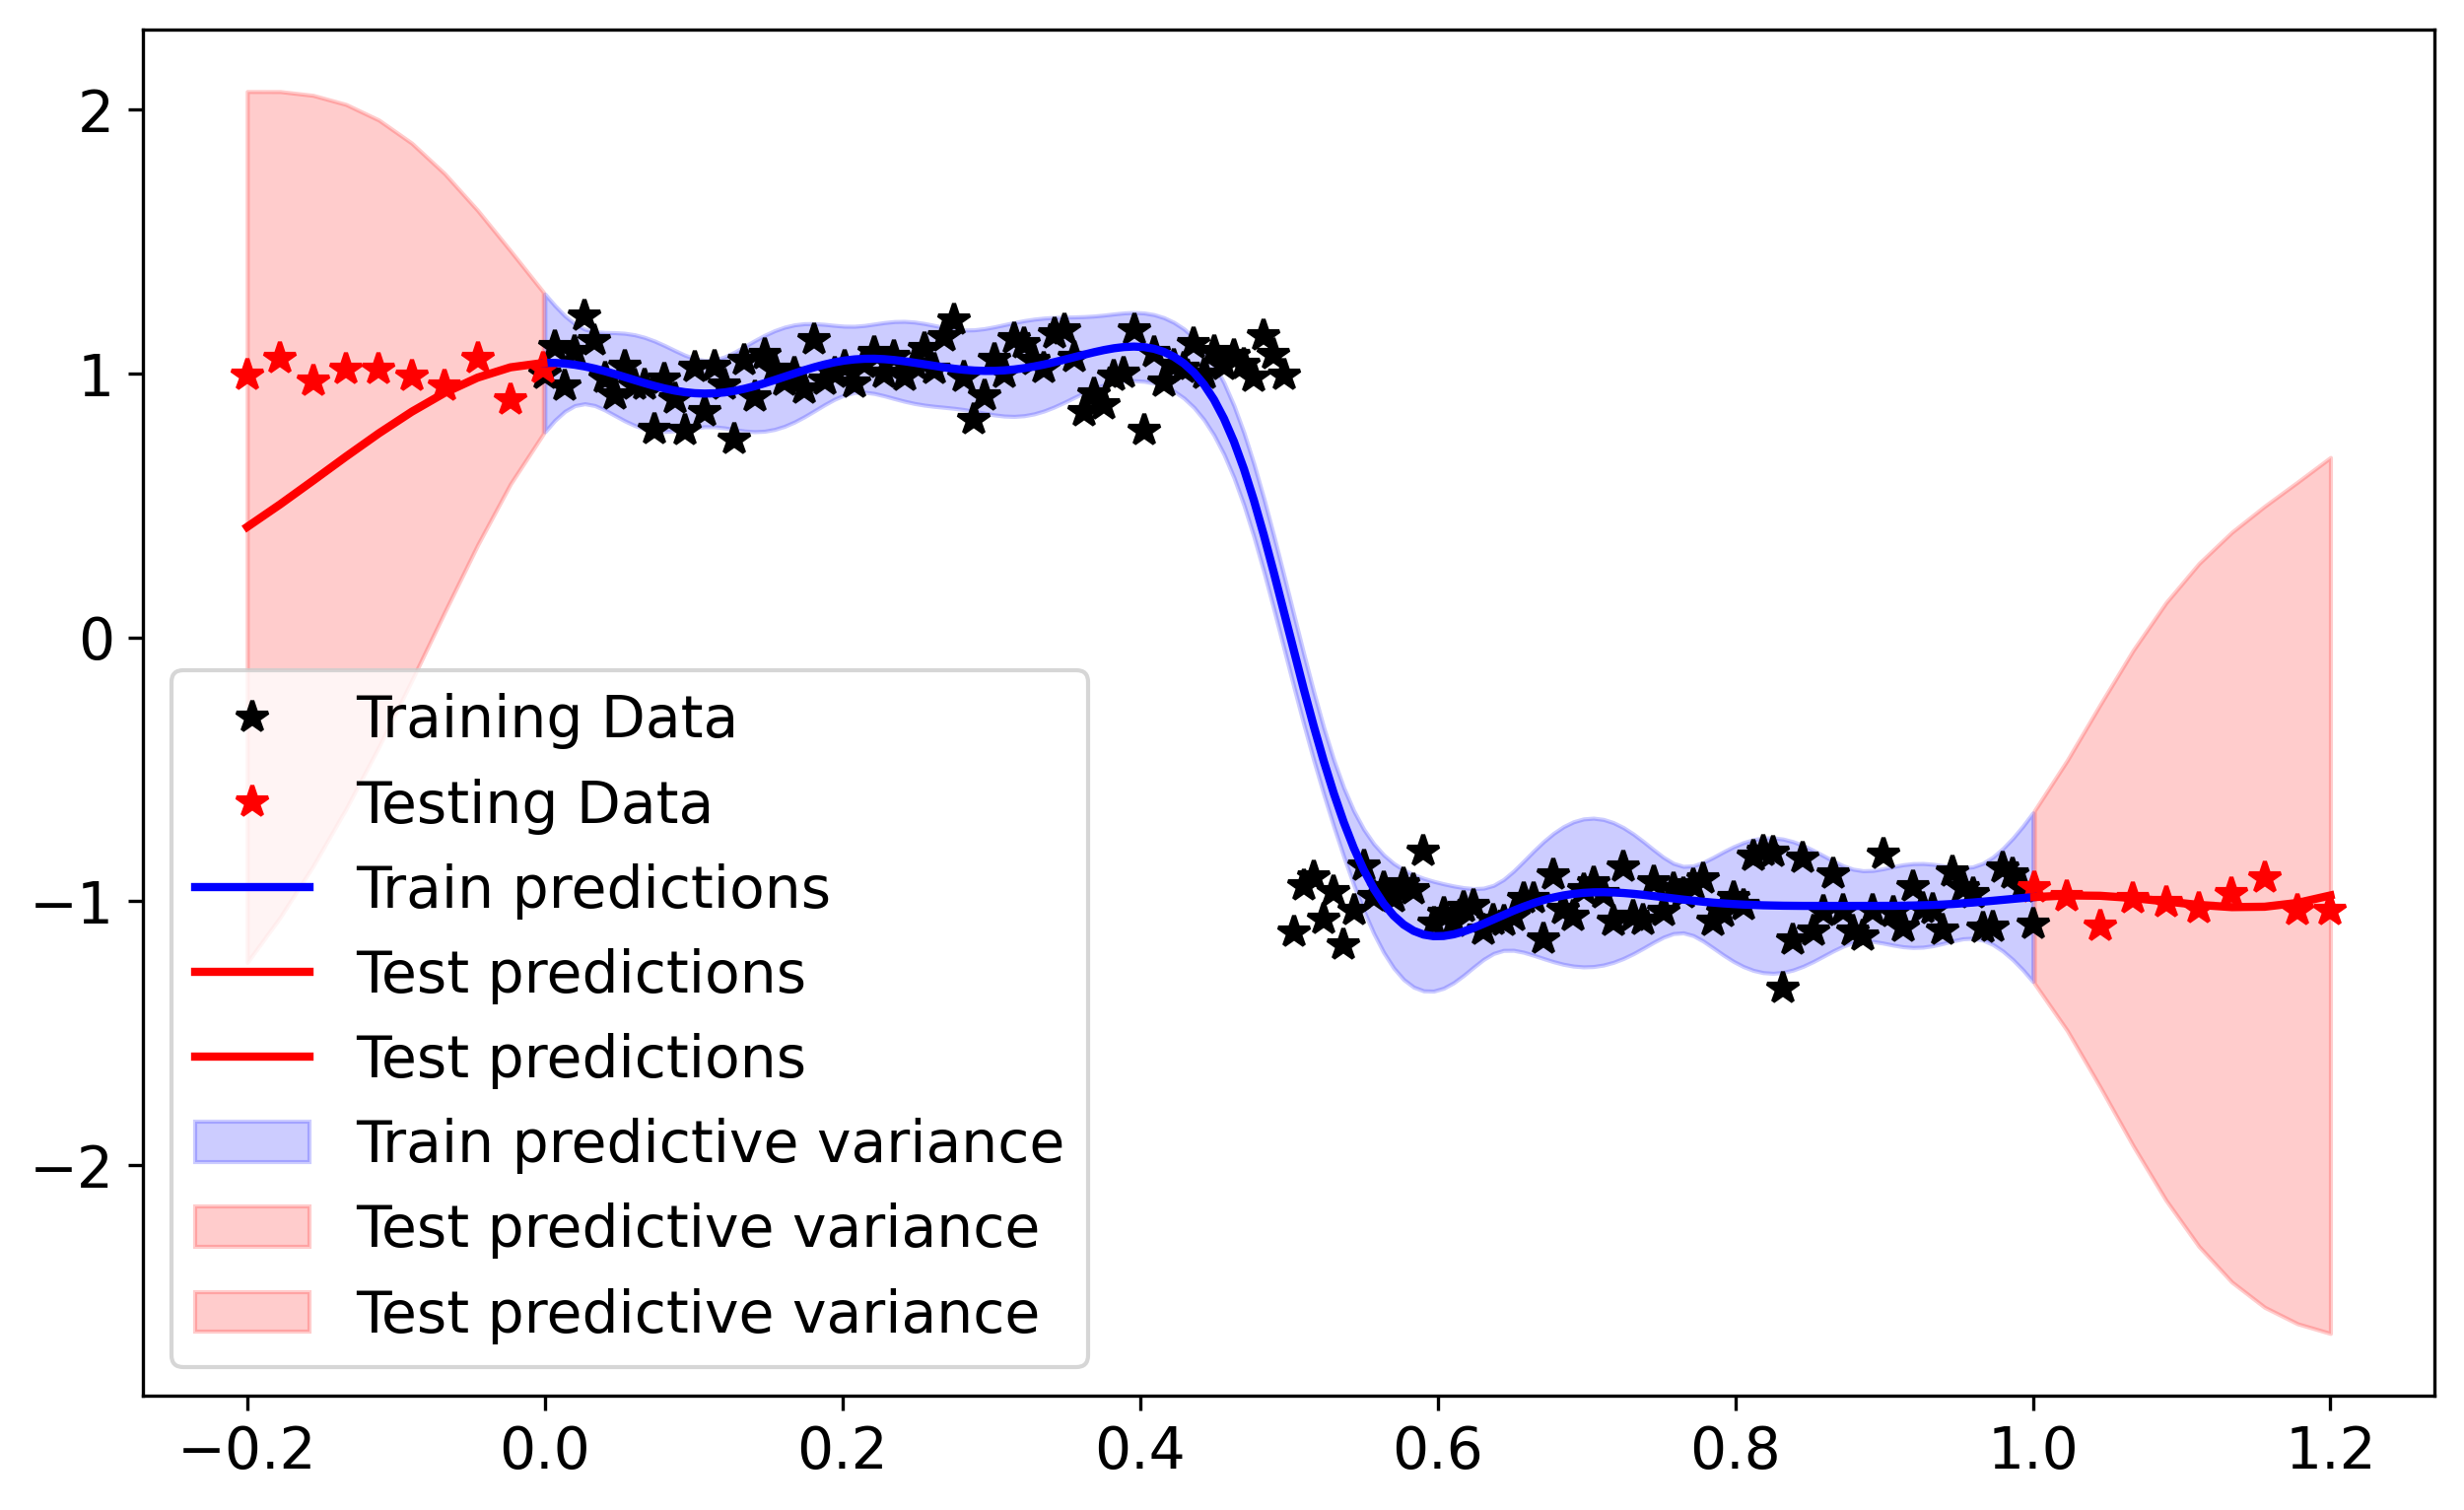 2
1
0
−1
−2
Training Data
Testing Data
Train predictions
Test predictions
Test predictions
Train predictive variance
Test predictive variance
Test predictive variance
−0.2 0.0 0.2 0.4 0.6 0.8 1.0 1.2